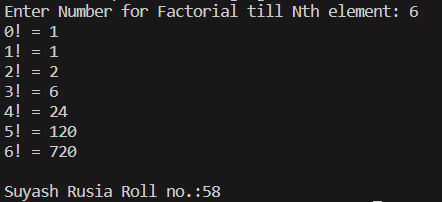 Enter Number for Factorial till Nth element: 6
0! = 1
1! = 1
2! = 2
3! = 6
4! = 24
5! = 120
6! = 720
Suyash Rusia Roll no.:58